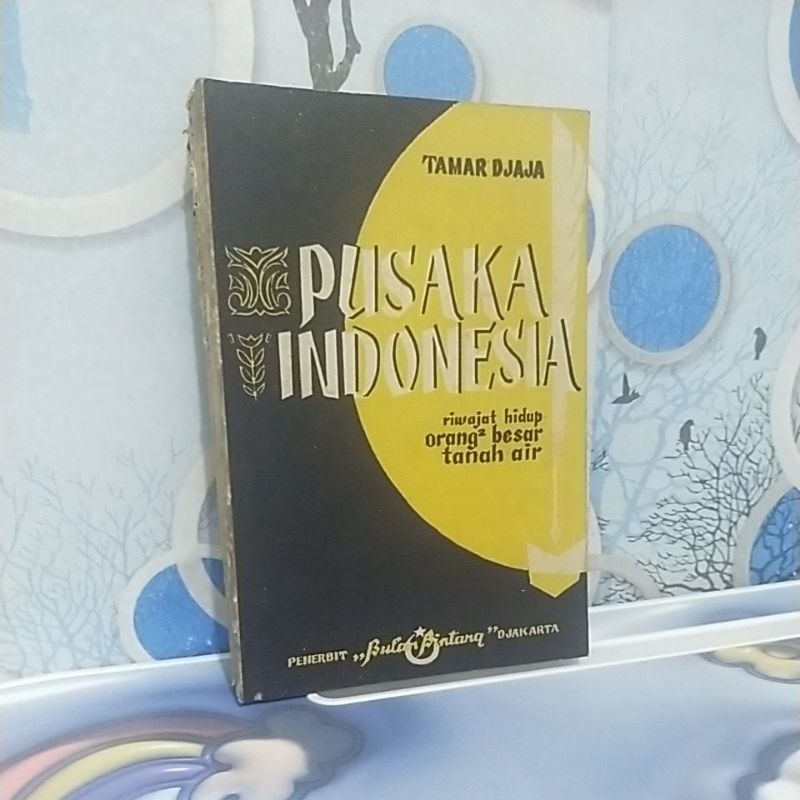 TAMAR DJAJA
PUSAKA
INDONESIA
riwajat hidup
orang² besar
tanah air
PENERBIT „Bulan Bintang" DJAKARTA